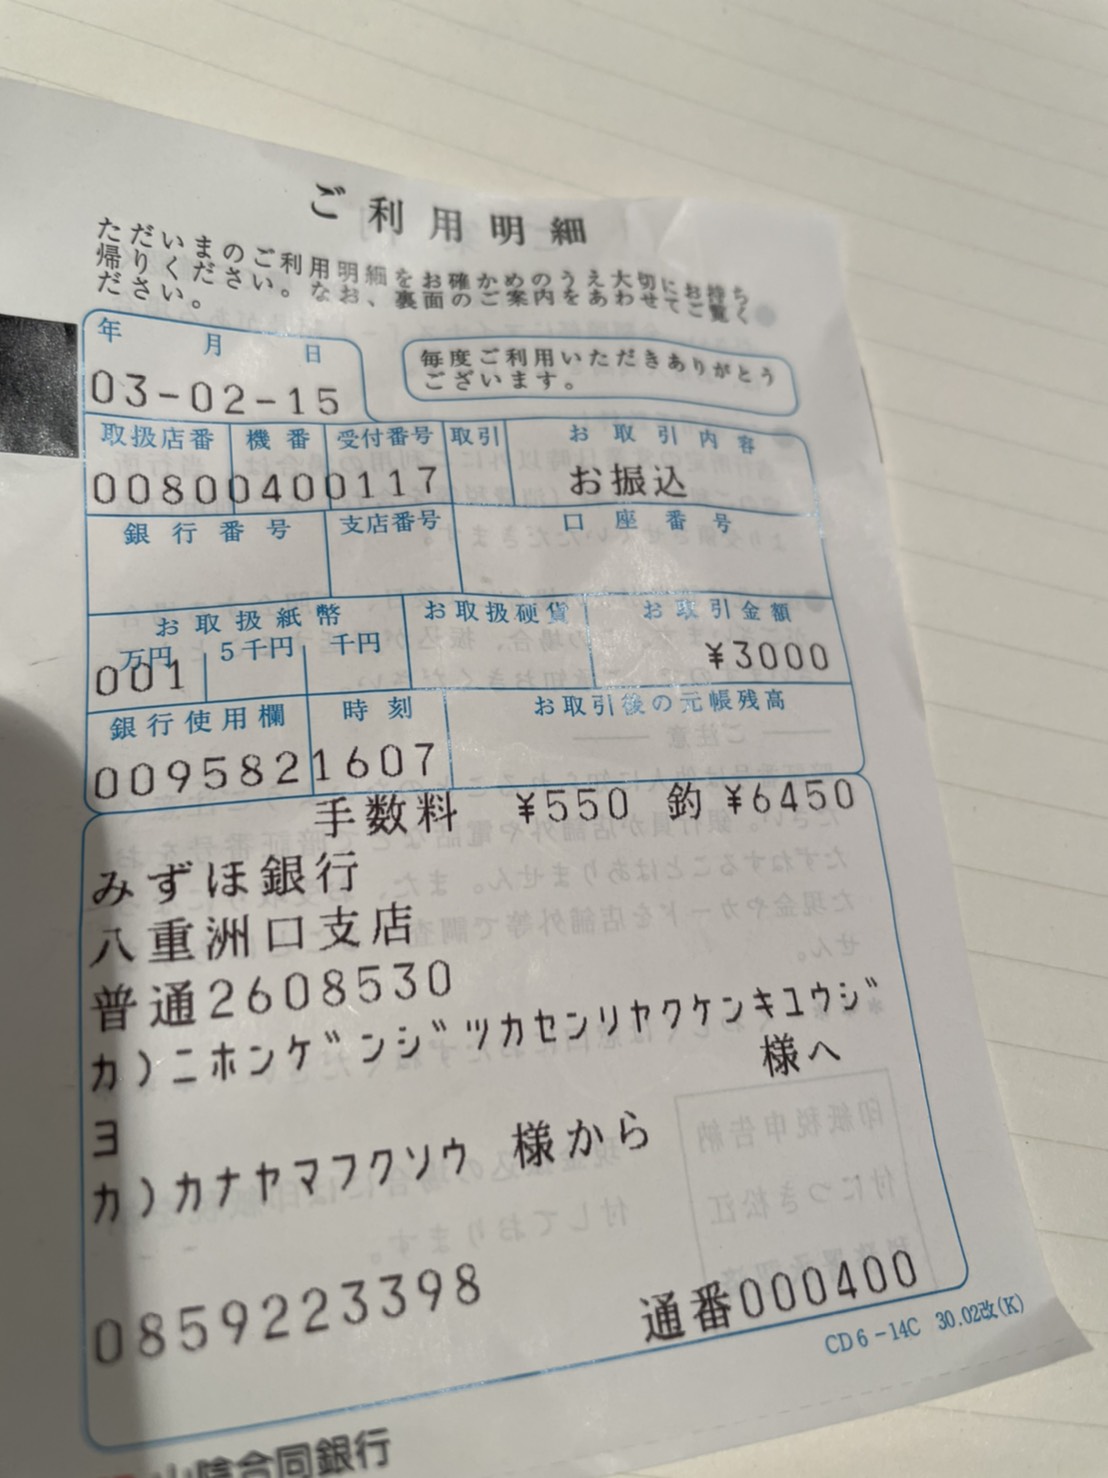 ご利用明細
ただいまのご利用明細をお確かめのうえ大切にお持ち
帰りください。なお、裏面のご案内をあわせてご覧く
ださい。
年 月 日
03-02-15
毎度ご利用いただきありがとう
ございます。
取扱店番 機番 受付番号 取引 お取引内容
00800400117 お振込
銀行番号 支店番号 口座番号
お取扱紙幣 お取扱硬貨 お取引金額
万円 5千円 千円
001 ¥3000
銀行使用欄 時刻 お取引後の元帳残高
0095821607
手数料 ¥550 釣 ¥6450
みずほ銀行
八重洲口支店
普通2608530
カ)ニホンゲンジツカセンリヤクケンキユウジ
様へ
ヨ
カ)カナヤマフクソウ 様から
0859223398
通番000400
CD6-14C 30.02改(K)
山陰合同銀行